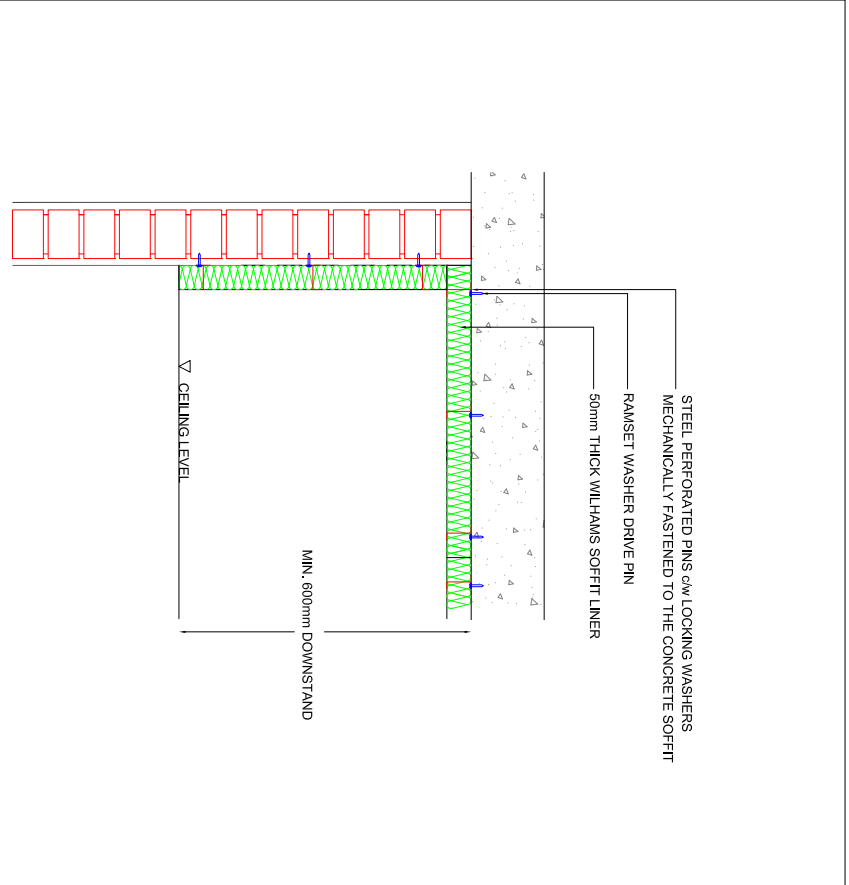 STEEL PERFORATED PINS c/w LOCKING WASHERS
MECHANICALLY FASTENED TO THE CONCRETE SOFFIT
RAMSET WASHER DRIVE PIN
50mm THICK WILHAMS SOFFIT LINER
MIN. 600mm DOWNSTAND
CEILING LEVEL